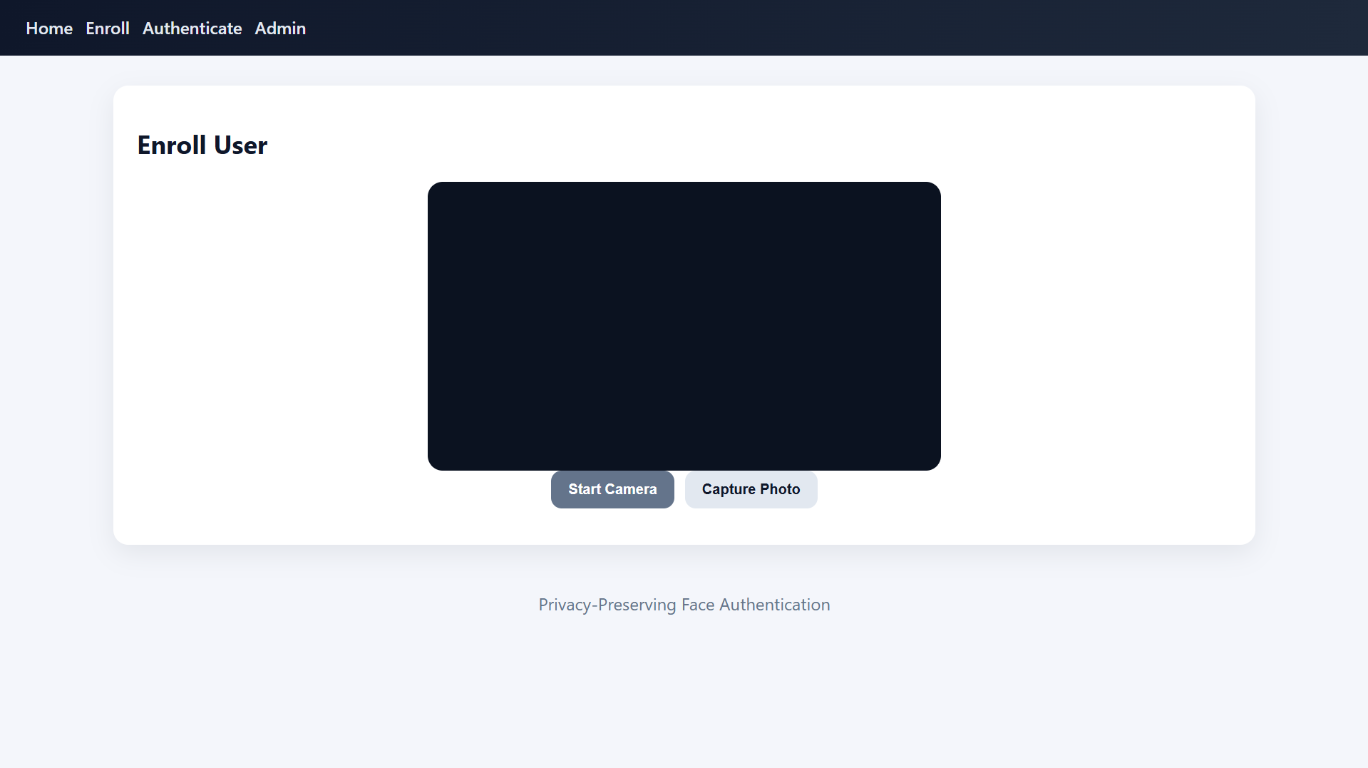 Home Enroll Authenticate Admin
Enroll User
Start Camera Capture Photo
Privacy-Preserving Face Authentication